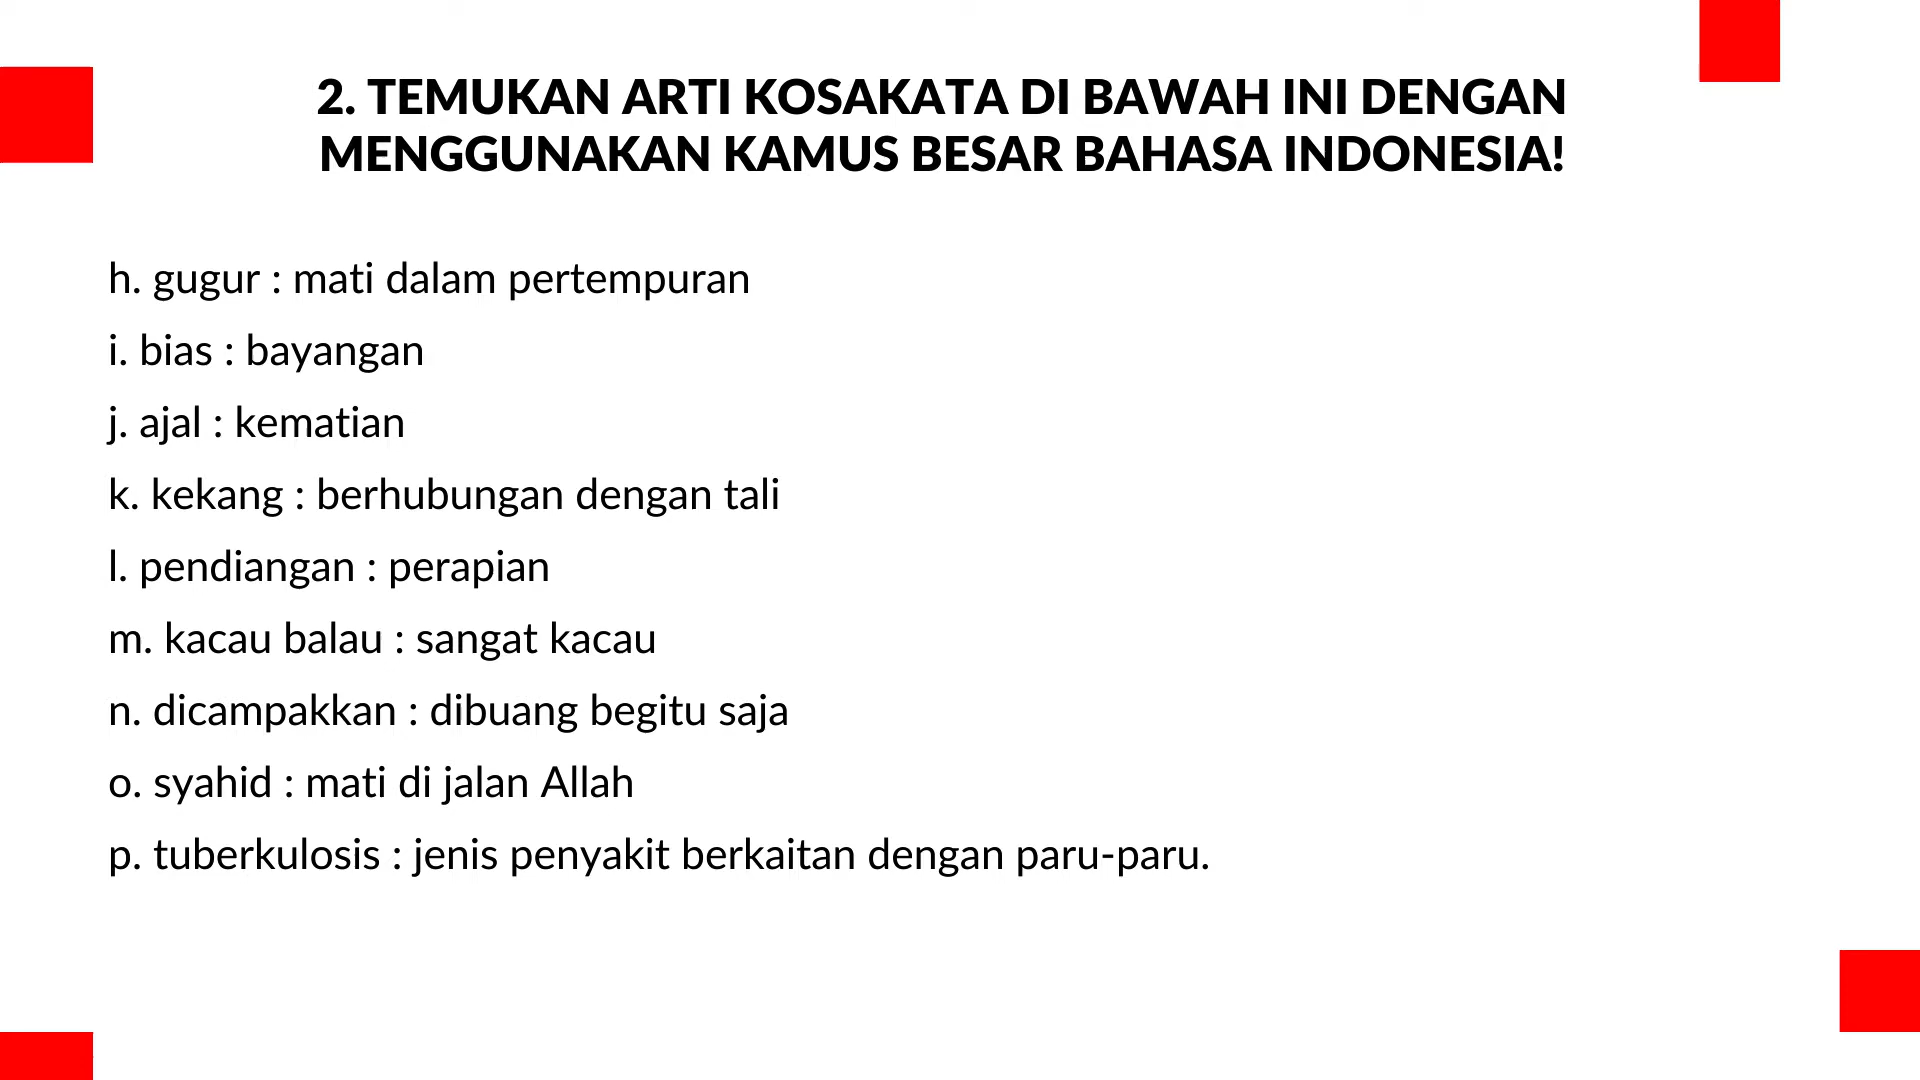 2. TEMUKAN ARTI KOSAKATA DI BAWAH INI DENGAN
MENGGUNAKAN KAMUS BESAR BAHASA INDONESIA!
h. gugur : mati dalam pertempuran
i. bias : bayangan
j. ajal : kematian
k. kekang : berhubungan dengan tali
l. pendiangan : perapian
m. kacau balau : sangat kacau
n. dicampakkan : dibuang begitu saja
o. syahid : mati di jalan Allah
p. tuberkulosis : jenis penyakit berkaitan dengan paru-paru.